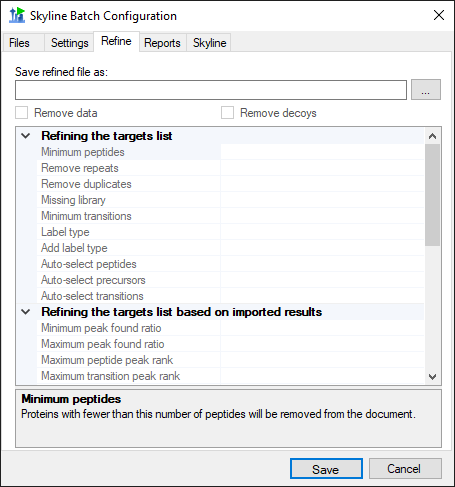 Skyline Batch Configuration
Files Settings Refine Reports Skyline
Save refined file as:
...
Remove data Remove decoys
Refining the targets list
Minimum peptides
Remove repeats
Remove duplicates
Missing library
Minimum transitions
Label type
Add label type
Auto-select peptides
Auto-select precursors
Auto-select transitions
Refining the targets list based on imported results
Minimum peak found ratio
Maximum peak found ratio
Maximum peptide peak rank
Maximum transition peak rank
Minimum peptides
Proteins with fewer than this number of peptides will be removed from the document.
Save Cancel